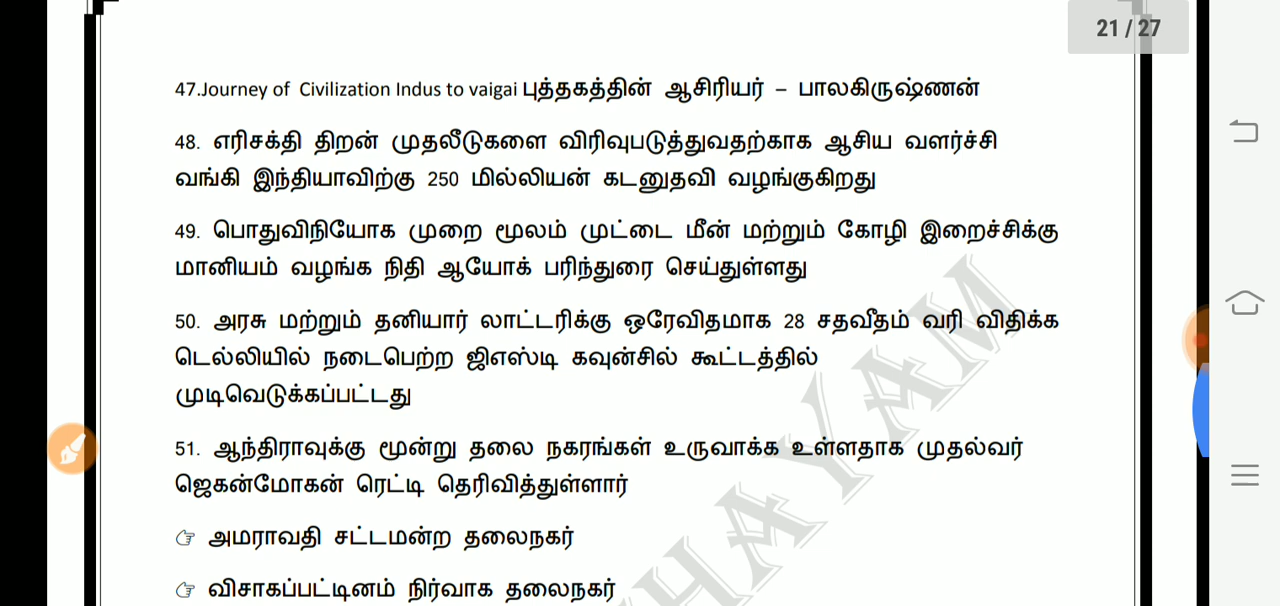 21 / 27
47.Journey of Civilization Indus to vaigai புத்தகத்தின் ஆசிரியர் – பாலகிருஷ்ணன்
48. எரிசக்தி திறன் முதலீடுகளை விரிவுபடுத்துவதற்காக ஆசிய வளர்ச்சி
வங்கி இந்தியாவிற்கு 250 மில்லியன் கடனுதவி வழங்குகிறது
49. பொதுவிநியோக முறை மூலம் முட்டை மீன் மற்றும் கோழி இறைச்சிக்கு
மானியம் வழங்க நிதி ஆயோக் பரிந்துரை செய்துள்ளது
50. அரசு மற்றும் தனியார் லாட்டரிக்கு ஒரேவிதமாக 28 சதவீதம் வரி விதிக்க
டெல்லியில் நடைபெற்ற ஜிஎஸ்டி கவுன்சில் கூட்டத்தில்
முடிவெடுக்கப்பட்டது
51. ஆந்திராவுக்கு மூன்று தலை நகரங்கள் உருவாக்க உள்ளதாக முதல்வர்
ஜெகன்மோகன் ரெட்டி தெரிவித்துள்ளார்
☞ அமராவதி சட்டமன்ற தலைநகர்
☞ விசாகப்பட்டினம் நிர்வாக தலைநகர்
HAYAM